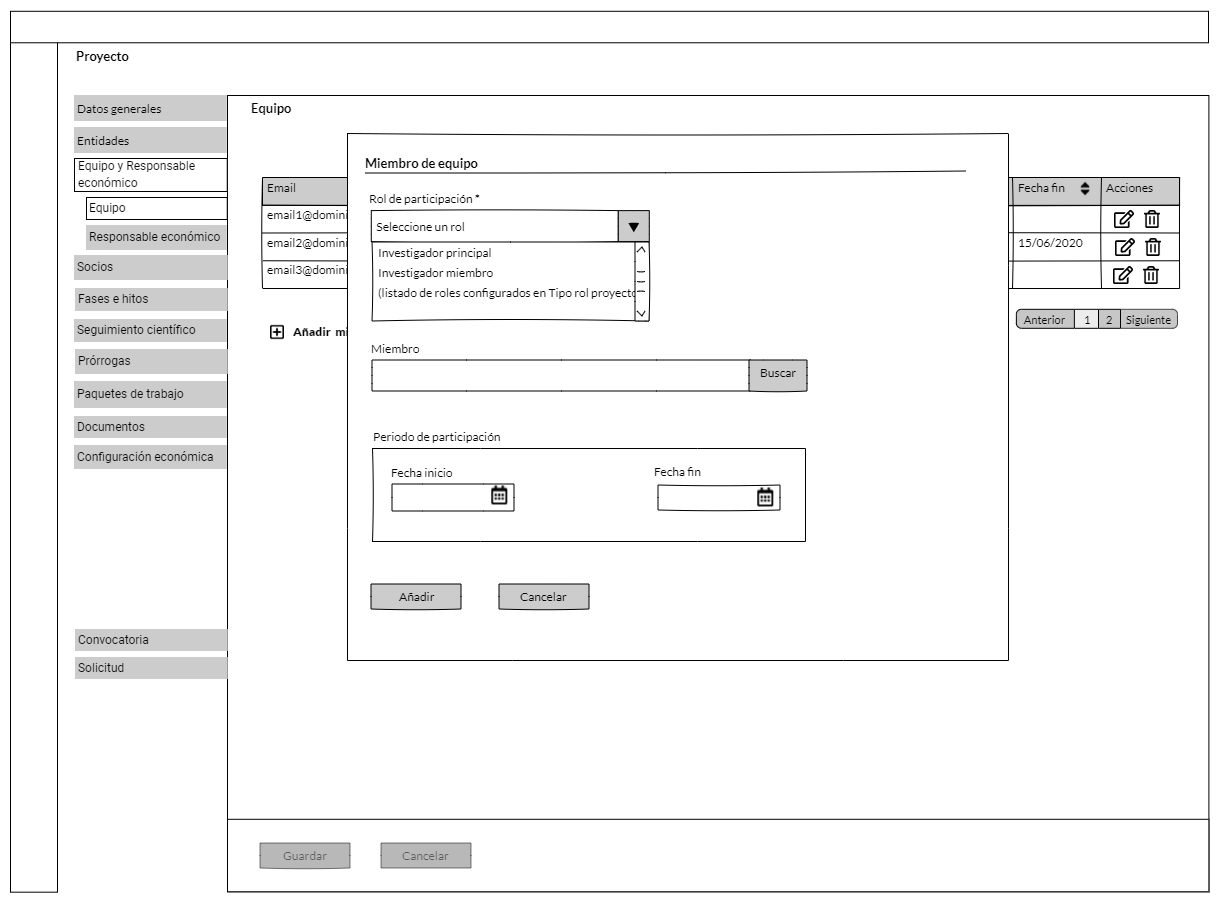 Proyecto
Datos generales
Entidades
Equipo y Responsable
económico
Equipo
Responsable económico
Socios
Fases e hitos
Seguimiento científico
Prórrogas
Paquetes de trabajo
Documentos
Configuración económica
Convocatoria
Solicitud
Equipo
Email
Fecha fin
Acciones
email1@domini
email2@domini
15/06/2020
email3@domini
Añadir mi
Anterior 1 2 Siguiente
Miembro de equipo
Rol de participación *
Seleccione un rol
Investigador principal
Investigador miembro
(listado de roles configurados en Tipo rol proyecto
Miembro
Buscar
Periodo de participación
Fecha inicio
Fecha fin
Añadir
Cancelar
Guardar
Cancelar